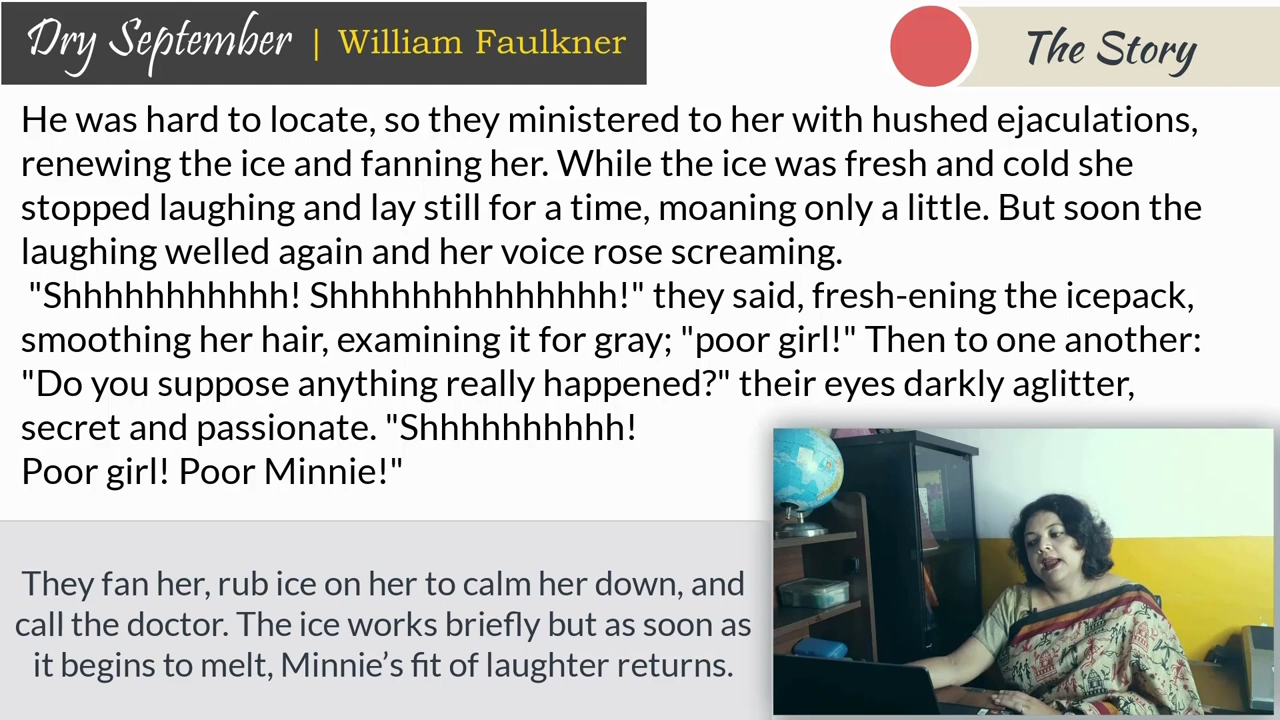 Dry September | William Faulkner
The Story
He was hard to locate, so they ministered to her with hushed ejaculations,
renewing the ice and fanning her. While the ice was fresh and cold she
stopped laughing and lay still for a time, moaning only a little. But soon the
laughing welled again and her voice rose screaming.
"Shhhhhhhhhhh! Shhhhhhhhhhhhhh!" they said, fresh-ening the icepack,
smoothing her hair, examining it for gray; "poor girl!" Then to one another:
"Do you suppose anything really happened?" their eyes darkly aglitter,
secret and passionate. "Shhhhhhhhhh!
Poor girl! Poor Minnie!"
They fan her, rub ice on her to calm her down, and
call the doctor. The ice works briefly but as soon as
it begins to melt, Minnie’s fit of laughter returns.